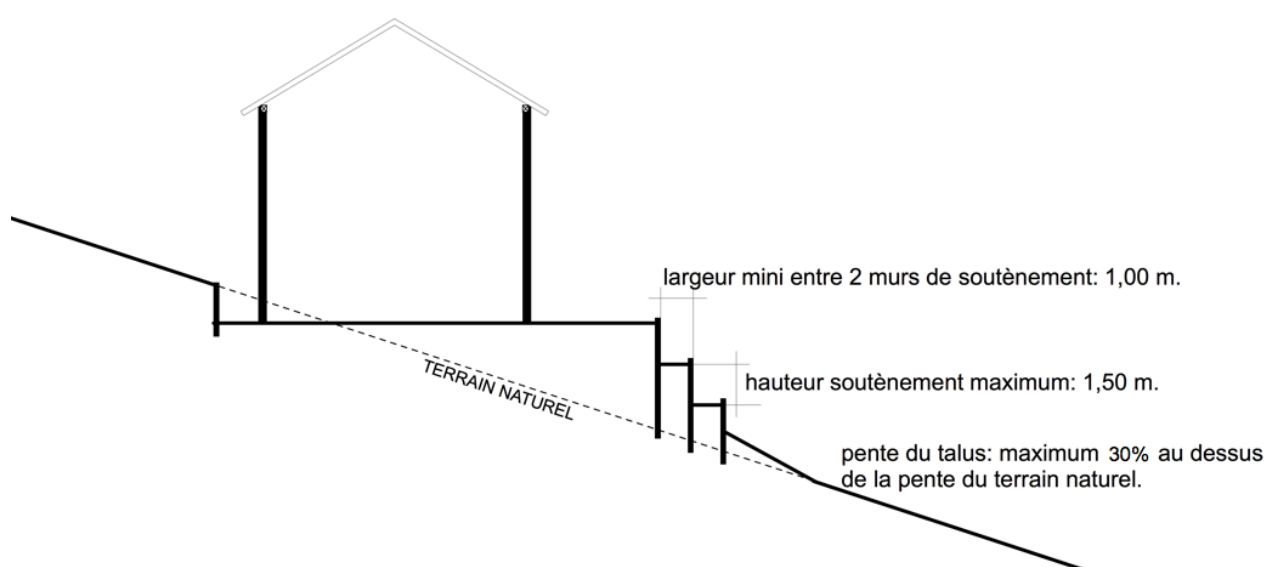 largeur mini entre 2 murs de soutènement: 1,00 m.
TERRAIN NATUREL
hauteur soutènement maximum: 1,50 m.
pente du talus: maximum 30% au dessus
de la pente du terrain naturel.